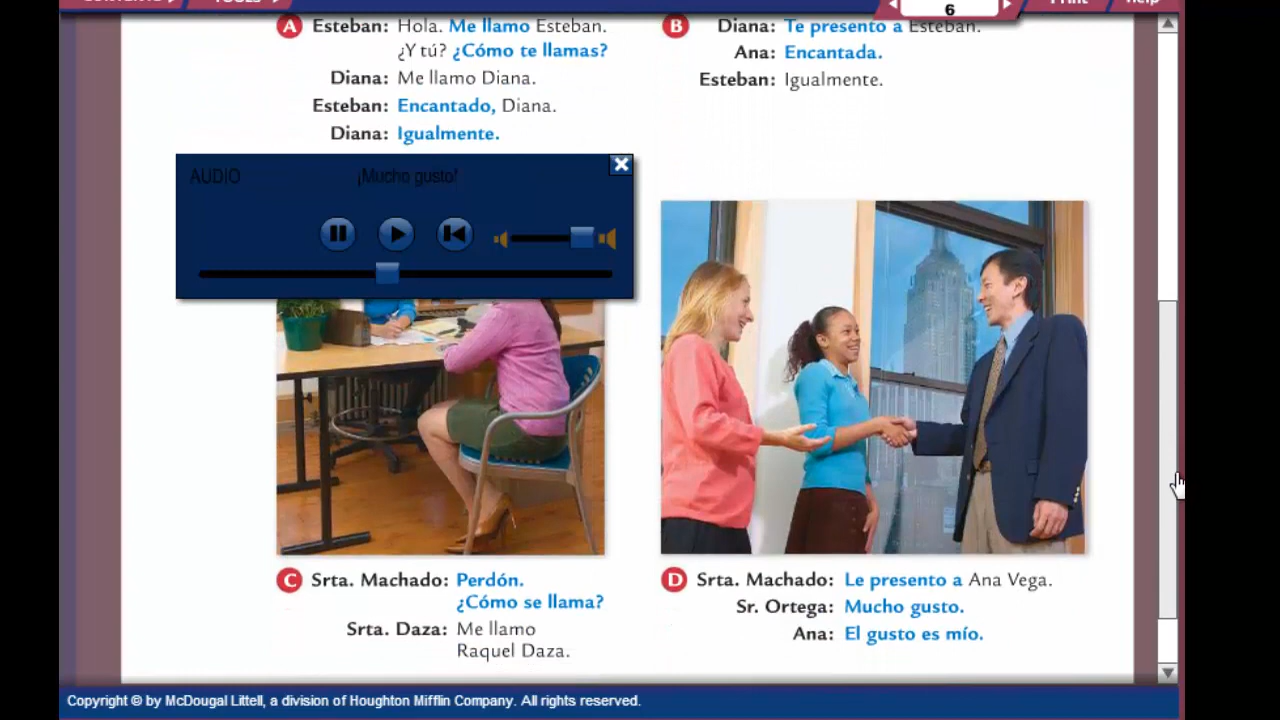 6
Print
Help
A Esteban: Hola. Me llamo Esteban.
¿Y tú? ¿Cómo te llamas?
Diana: Me llamo Diana.
Esteban: Encantado, Diana.
Diana: Igualmente.
B Diana: Te presento a Esteban.
Ana: Encantada.
Esteban: Igualmente.
AUDIO ¡Mucho gusto!
C Srta. Machado: Perdón.
¿Cómo se llama?
Srta. Daza: Me llamo
Raquel Daza.
D Srta. Machado: Le presento a Ana Vega.
Sr. Ortega: Mucho gusto.
Ana: El gusto es mío.
Copyright © by McDougal Littell, a division of Houghton Mifflin Company. All rights reserved.